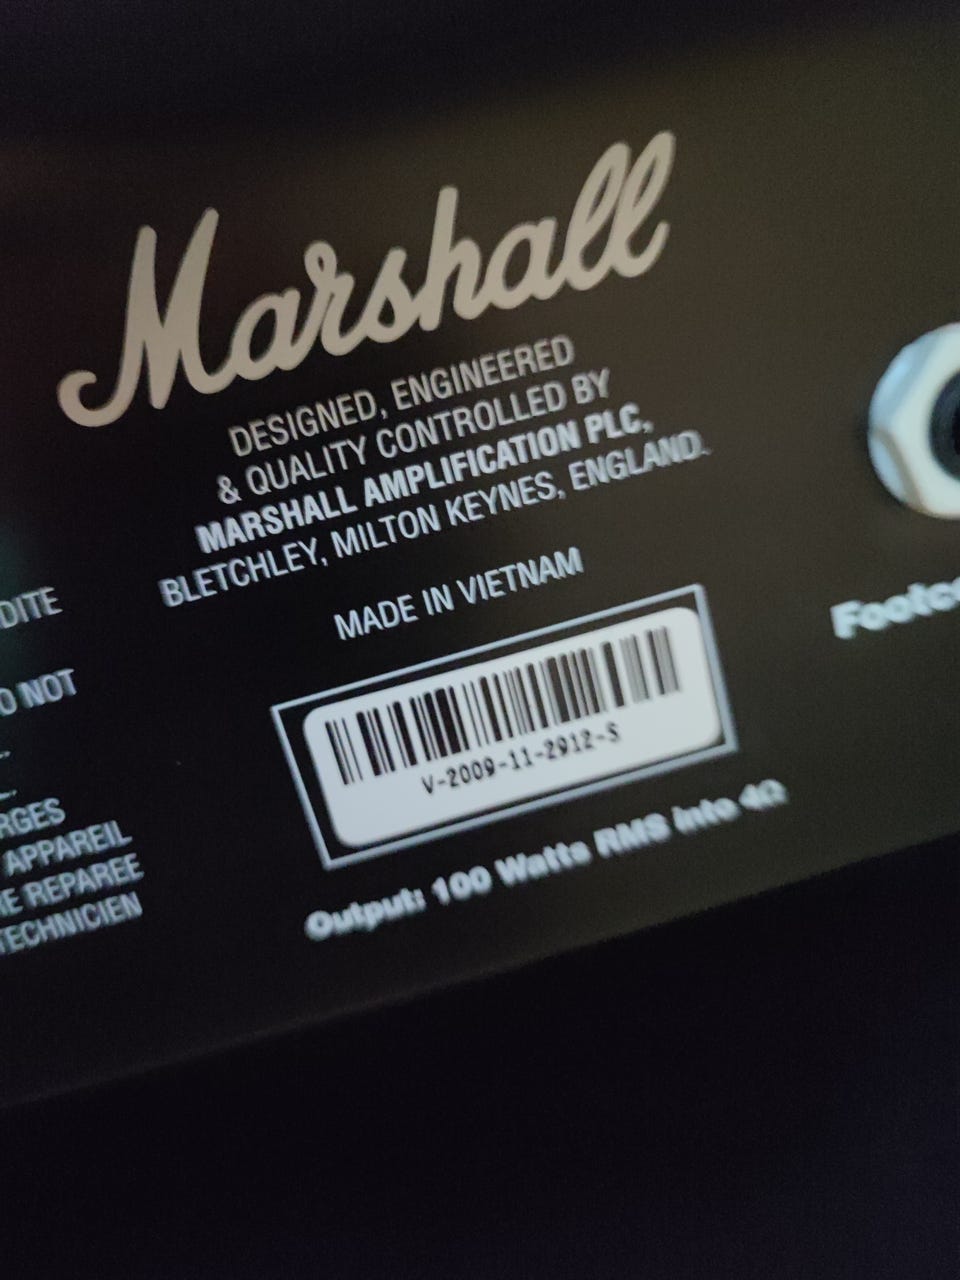 Marshall
DESIGNED, ENGINEERED
& QUALITY CONTROLLED BY
MARSHALL AMPLIFICATION PLC,
BLETCHLEY, MILTON KEYNES, ENGLAND.
MADE IN VIETNAM
V-2009-11-2912-S
Output: 100 Watts RMS into 4Ω
DITE
O NOT
RGES
APPAREIL
RE REPAREE
TECHNICIEN